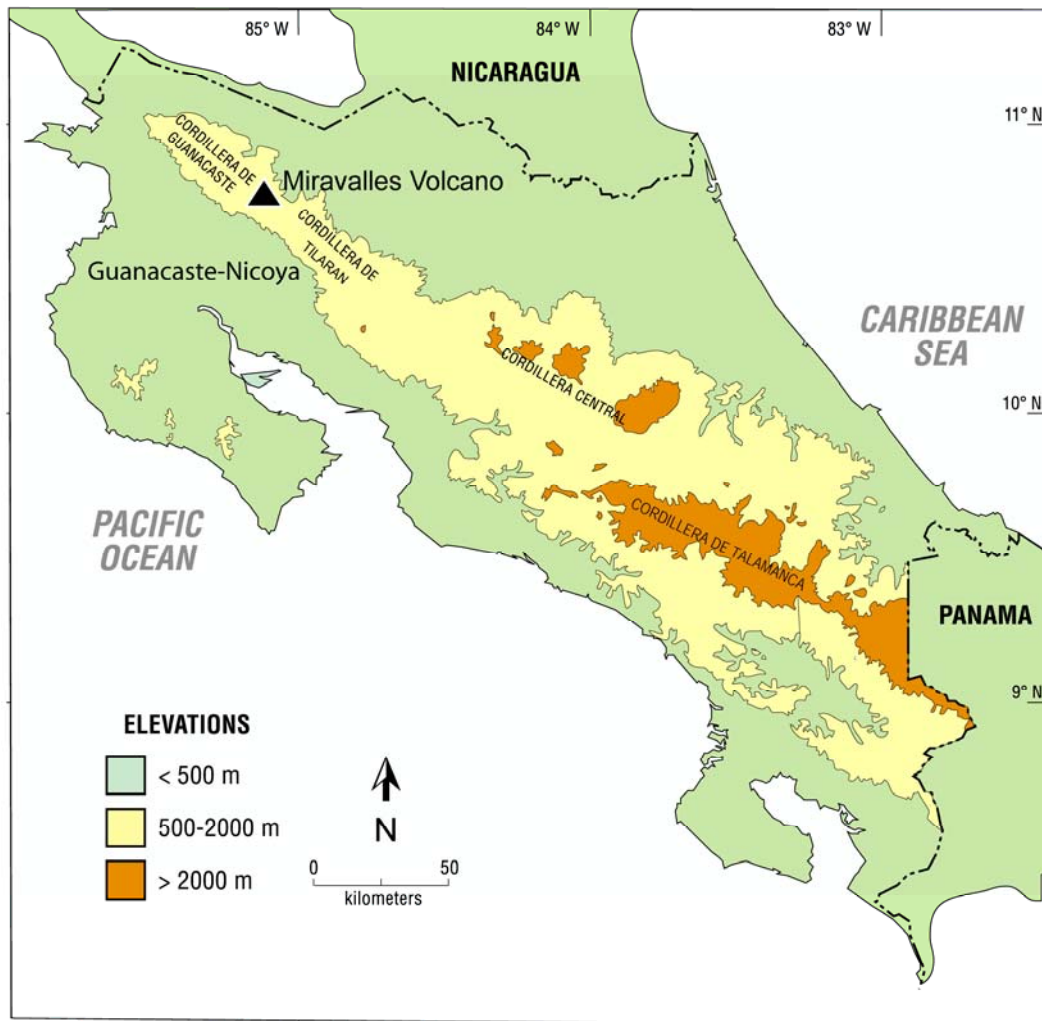 85° W
84° W
83° W
NICARAGUA
11° N
CORDILLERA DE
GUANACASTE
Miravalles Volcano
CORDILLERA DE
TILARAN
Guanacaste-Nicoya
CARIBBEAN
SEA
CORDILLERA CENTRAL
10° N
PACIFIC
OCEAN
CORDILLERA DE TALAMANCA
PANAMA
9° N
ELEVATIONS
< 500 m
500-2000 m
> 2000 m
N
0 50
kilometers